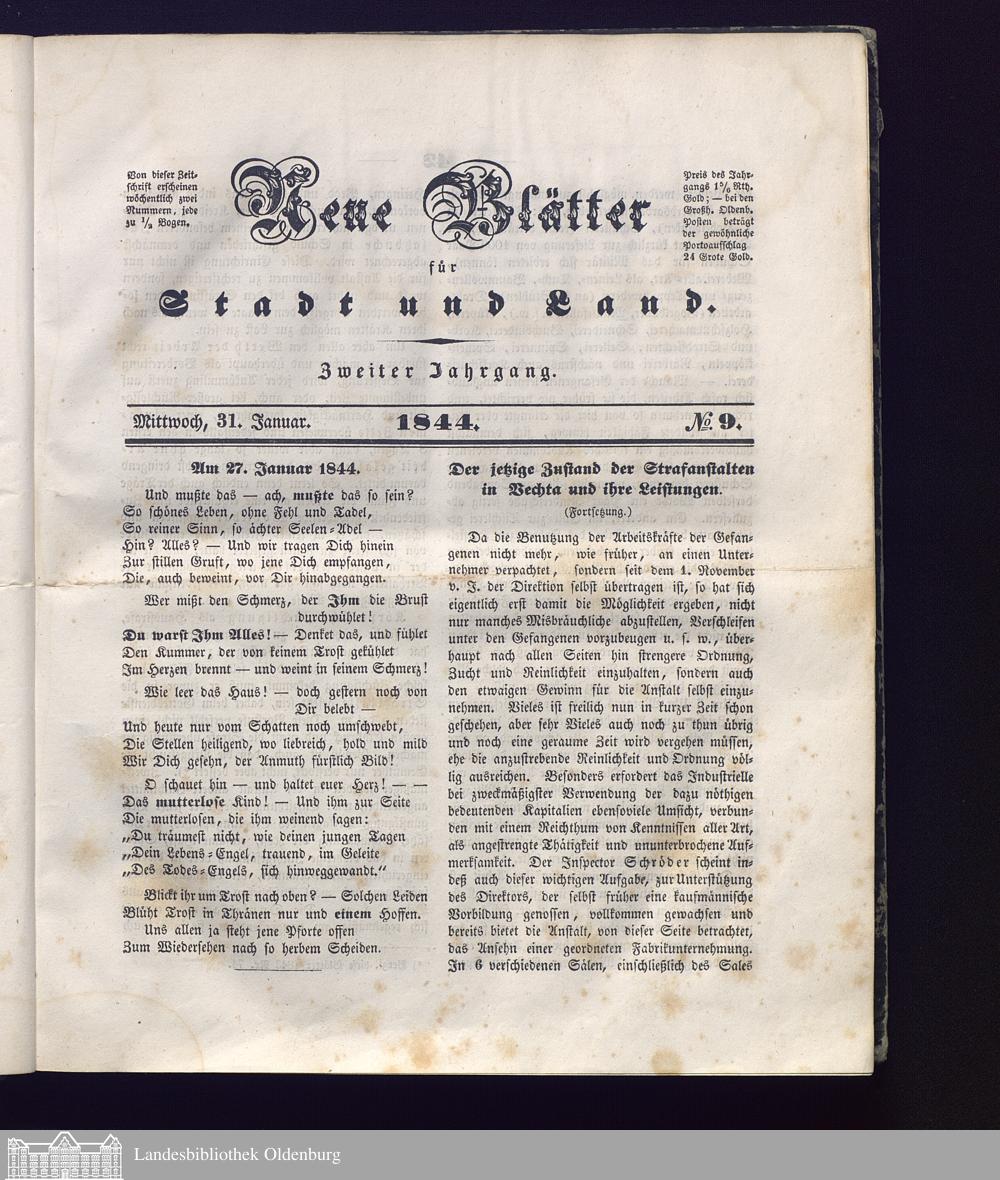 Von dieser Zeit-
schrift erscheinen
wöchentlich zwei
Nummern, jede
zu ½ Bogen.
Neue Blätter
für
Stadt und Land.
Preis des Jahr-
gangs 1⅚ Rth.
Gold; — bei den
Großh. Oldenb.
Posten beträgt
der gewöhnliche
Portoaufschlag
24 Grote Gold.
Zweiter Jahrgang.
Mittwoch, 31. Januar. 1844. № 9.
Am 27. Januar 1844.
Und mußte das — ach, mußte das so sein?
So schönes Leben, ohne Fehl und Tadel,
So reiner Sinn, so ächter Seelen-Adel —
Hin? Alles? — Und wir tragen Dich hinein
Zur stillen Gruft, wo jene Dich empfangen,
Die, auch beweint, vor Dir hinabgegangen.
Wer mißt den Schmerz, der Ihm die Brust
durchwühlet!
Du warst Ihm Alles! — Denket das, und fühlet
Den Kummer, der von keinem Trost gekühlet
Im Herzen brennt — und weint in seinem Schmerz!
Wie leer das Haus! — doch gestern noch von
Dir belebt —
Und heute nur vom Schatten noch umschwebt,
Die Stellen heiligend, wo liebreich, hold und mild
Wir Dich gesehn, der Anmuth fürstlich Bild!
O schauet hin — und haltet euer Herz! — —
Das mutterlose Kind! — Und ihm zur Seite
Die mutterlosen, die ihm weinend sagen:
„Du träumest nicht, wie deinen jungen Tagen
„Dein Lebens-Engel, trauend, im Geleite
„Des Todes-Engels, sich hinweggewandt.“
Blickt ihr um Trost nach oben? — Solchen Leiden
Blüht Trost in Thränen nur und einem Hoffen.
Uns allen ja steht jene Pforte offen
Zum Wiedersehen nach so herbem Scheiden.
Der jetzige Zustand der Strafanstalten
in Vechta und ihre Leistungen.
(Fortsetzung.)
Da die Benutzung der Arbeitskräfte der Gefan-
genen nicht mehr, wie früher, an einen Unter-
nehmer verpachtet, sondern seit dem 1. November
v. J. der Direktion selbst übertragen ist, so hat sich
eigentlich erst damit die Möglichkeit ergeben, nicht
nur manches Misbräuchliche abzustellen, Verschleifen
unter den Gefangenen vorzubeugen u. s. w., über-
haupt nach allen Seiten hin strengere Ordnung,
Zucht und Reinlichkeit einzuhalten, sondern auch
den etwaigen Gewinn für die Anstalt selbst einzu-
nehmen. Vieles ist freilich nun in kurzer Zeit schon
geschehen, aber sehr Vieles auch noch zu thun übrig
und noch eine geraume Zeit wird vergehen müssen,
ehe die anzustrebende Reinlichkeit und Ordnung völ-
lig ausreichen. Besonders erfordert das Industrielle
bei zweckmäßigster Verwendung der dazu nöthigen
bedeutenden Kapitalien ebensoviele Umsicht, verbun-
den mit einem Reichthum von Kenntnissen aller Art,
als angestrengte Thätigkeit und ununterbrochene Auf-
merksamkeit. Der Inspector Schröder scheint in-
deß auch dieser wichtigen Aufgabe, zur Unterstützung
des Direktors, der selbst früher eine kaufmännische
Vorbildung genossen, vollkommen gewachsen und
bereits bietet die Anstalt, von dieser Seite betrachtet,
das Ansehn einer geordneten Fabrikunternehmung.
In 6 verschiedenen Sälen, einschließlich des Sales
Landesbibliothek Oldenburg